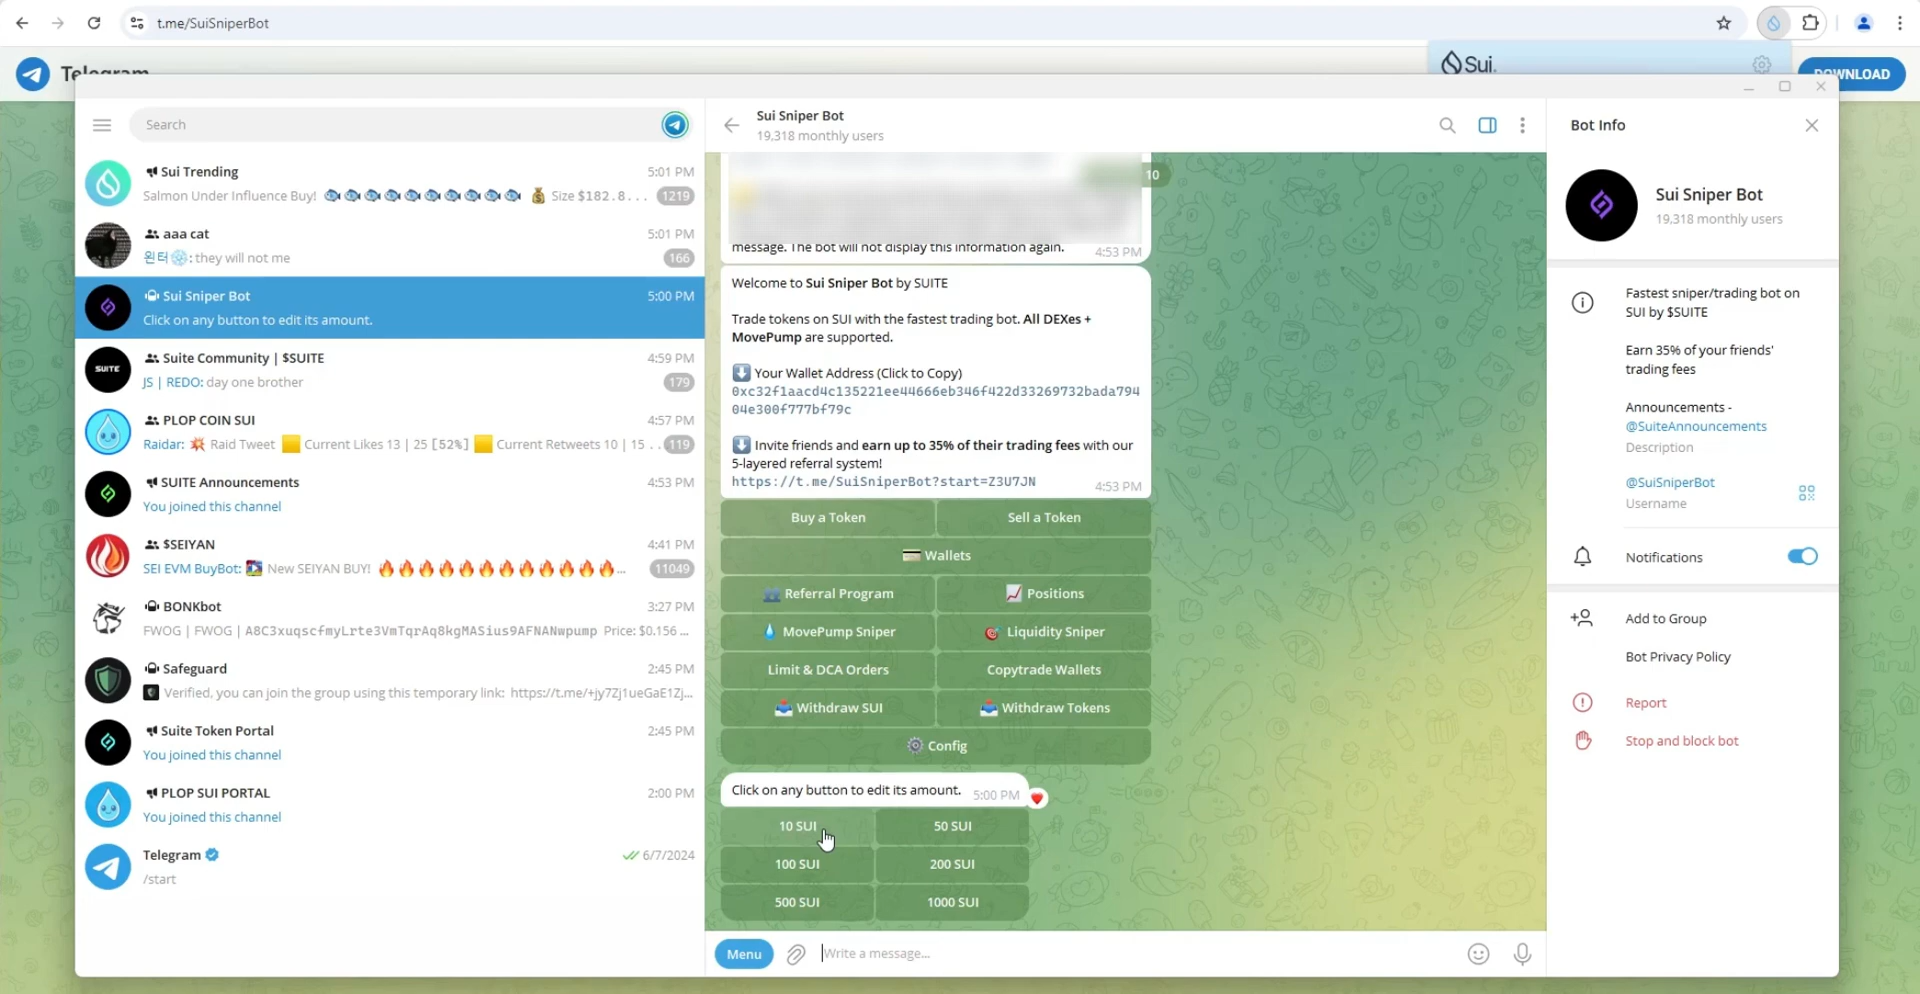 t.me/SuiSniperBot
Telegram
Sui.
DOWNLOAD
Search
Sui Trending
5:01 PM
Salmon Under Influence Buy! 🐟🐟🐟🐟🐟🐟🐟🐟🐟🐟 💰 Size $182.8...
1219
aaa cat
5:01 PM
왼터❄️: they will not me
166
Sui Sniper Bot
5:00 PM
Click on any button to edit its amount.
SUITE
Suite Community | $SUITE
4:59 PM
JS | REDO: day one brother
179
PLOP COIN SUI
4:57 PM
Raidar: 💥 Raid Tweet 🟨 Current Likes 13 | 25 [52%] 🟨 Current Retweets 10 | 15 ..
119
SUITE Announcements
4:53 PM
You joined this channel
$SEIYAN
4:41 PM
SEI EVM BuyBot: New SEIYAN BUY! 🔥🔥🔥🔥🔥🔥🔥🔥🔥🔥🔥🔥...
11049
BONKbot
3:27 PM
FWOG | FWOG | A8C3xuqscfmyLrte3VmTqrAq8kgMASius9AFNANwpump Price: $0.156 ...
Safeguard
2:45 PM
Verified, you can join the group using this temporary link: https://t.me/+jy7Zj1ueGaE1Zj...
Suite Token Portal
2:45 PM
You joined this channel
PLOP SUI PORTAL
2:00 PM
You joined this channel
Telegram
6/7/2024
/start
Sui Sniper Bot
19,318 monthly users
10
message. The bot will not display this information again.
4:53 PM
Welcome to Sui Sniper Bot by SUITE
Trade tokens on SUI with the fastest trading bot. All DEXes +
MovePump are supported.
⬇️ Your Wallet Address (Click to Copy)
0xc32f1aacd4c135221ee44666eb346f422d33269732bada794
04e300f777bf79c
⬇️ Invite friends and earn up to 35% of their trading fees with our
5-layered referral system!
https://t.me/SuiSniperBot?start=Z3U7JN
4:53 PM
Buy a Token
Sell a Token
💳 Wallets
Referral Program
📈 Positions
💧 MovePump Sniper
🎯 Liquidity Sniper
Limit & DCA Orders
Copytrade Wallets
📤 Withdraw SUI
📤 Withdraw Tokens
⚙️ Config
Click on any button to edit its amount.
5:00 PM
10 SUI
50 SUI
100 SUI
200 SUI
500 SUI
1000 SUI
Menu
Write a message...
Bot Info
Sui Sniper Bot
19,318 monthly users
Fastest sniper/trading bot on
SUI by $SUITE
Earn 35% of your friends'
trading fees
Announcements -
@SuiteAnnouncements
Description
@SuiSniperBot
Username
Notifications
Add to Group
Bot Privacy Policy
Report
Stop and block bot